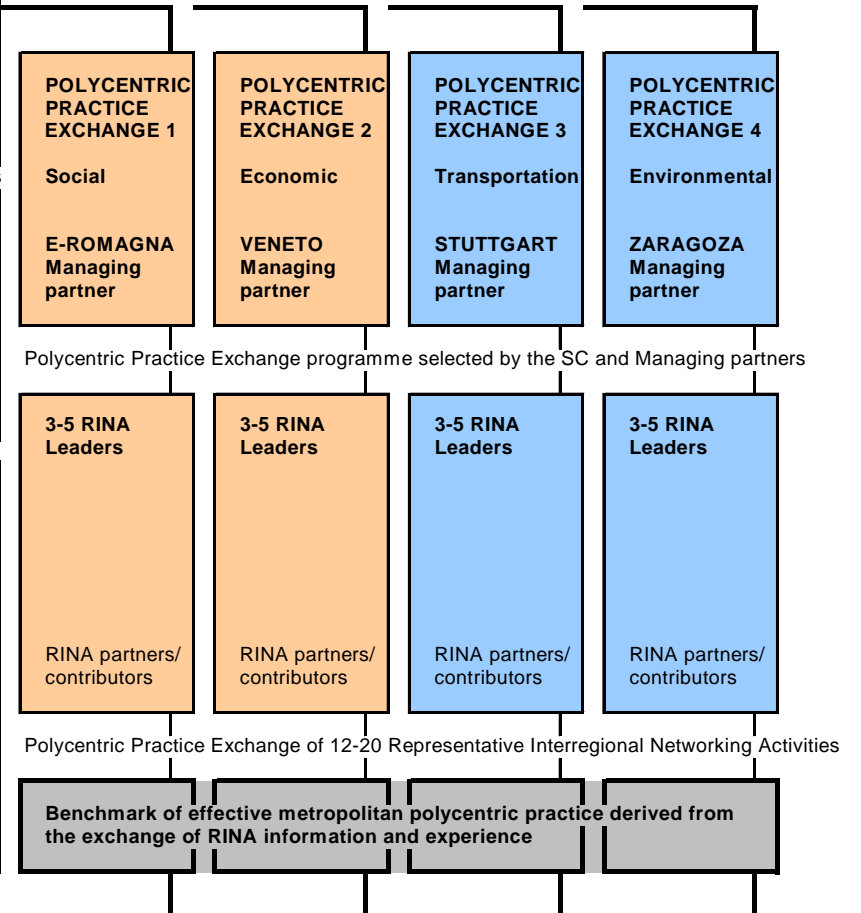 POLYCENTRIC
PRACTICE
EXCHANGE 1
Social
E-ROMAGNA
Managing
partner
POLYCENTRIC
PRACTICE
EXCHANGE 2
Economic
VENETO
Managing
partner
POLYCENTRIC
PRACTICE
EXCHANGE 3
Transportation
STUTTGART
Managing
partner
POLYCENTRIC
PRACTICE
EXCHANGE 4
Environmental
ZARAGOZA
Managing
partner
Polycentric Practice Exchange programme selected by the SC and Managing partners
3-5 RINA
Leaders
RINA partners/
contributors
3-5 RINA
Leaders
RINA partners/
contributors
3-5 RINA
Leaders
RINA partners/
contributors
3-5 RINA
Leaders
RINA partners/
contributors
Polycentric Practice Exchange of 12-20 Representative Interregional Networking Activities
Benchmark of effective metropolitan polycentric practice derived from
the exchange of RINA information and experience